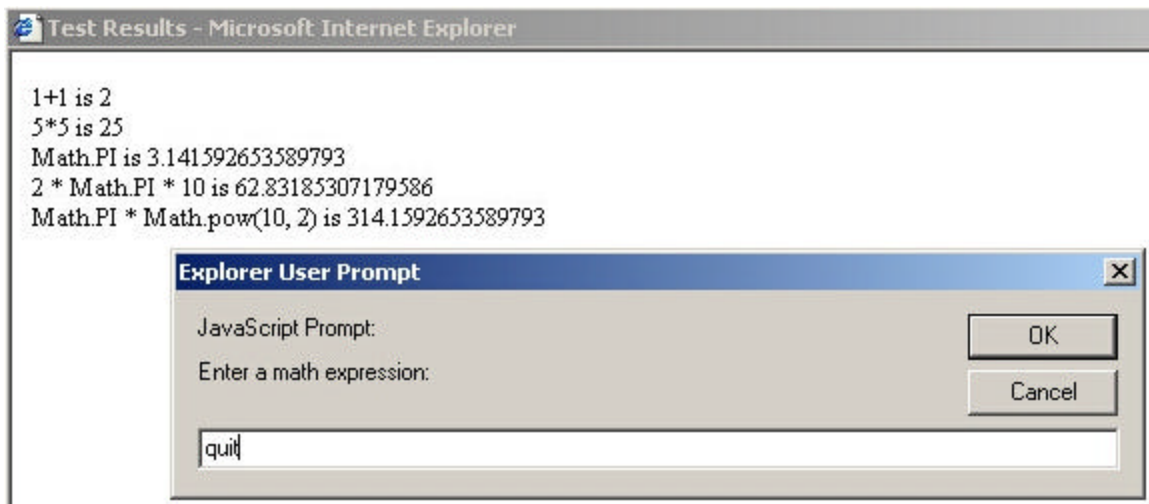 Test Results - Microsoft Internet Explorer
1+1 is 2
5*5 is 25
Math.PI is 3.141592653589793
2 * Math.PI * 10 is 62.83185307179586
Math.PI * Math.pow(10, 2) is 314.1592653589793
Explorer User Prompt
JavaScript Prompt:
OK
Enter a math expression:
Cancel
quit